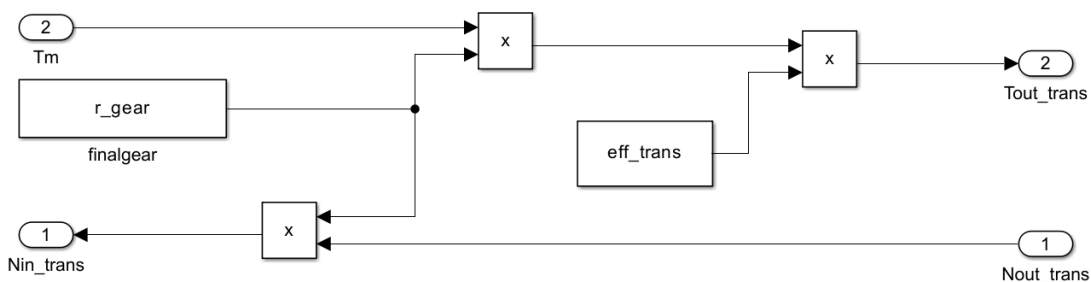 2
Tm
x
x
2
Tout_trans
r_gear
finalgear
eff_trans
x
1
Nin_trans
1
Nout_trans